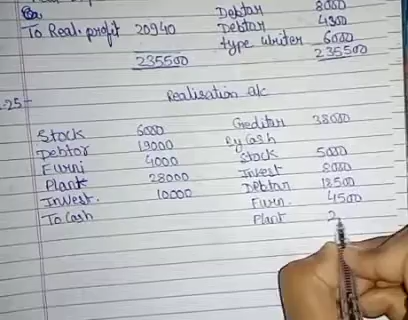 Debtor 8000
To Real. profit 20940 Debtor 4300
type writer 6000
235500 235500
25-
Realisation a/c
Stock 6000 Creditor 38000
Debtor 19000 By Cash
Furni 4000 Stock 5000
Plant 28000 Invest 8000
Invest. 10000 Debtor 18500
To Cash Furn. 4500
Plant 2